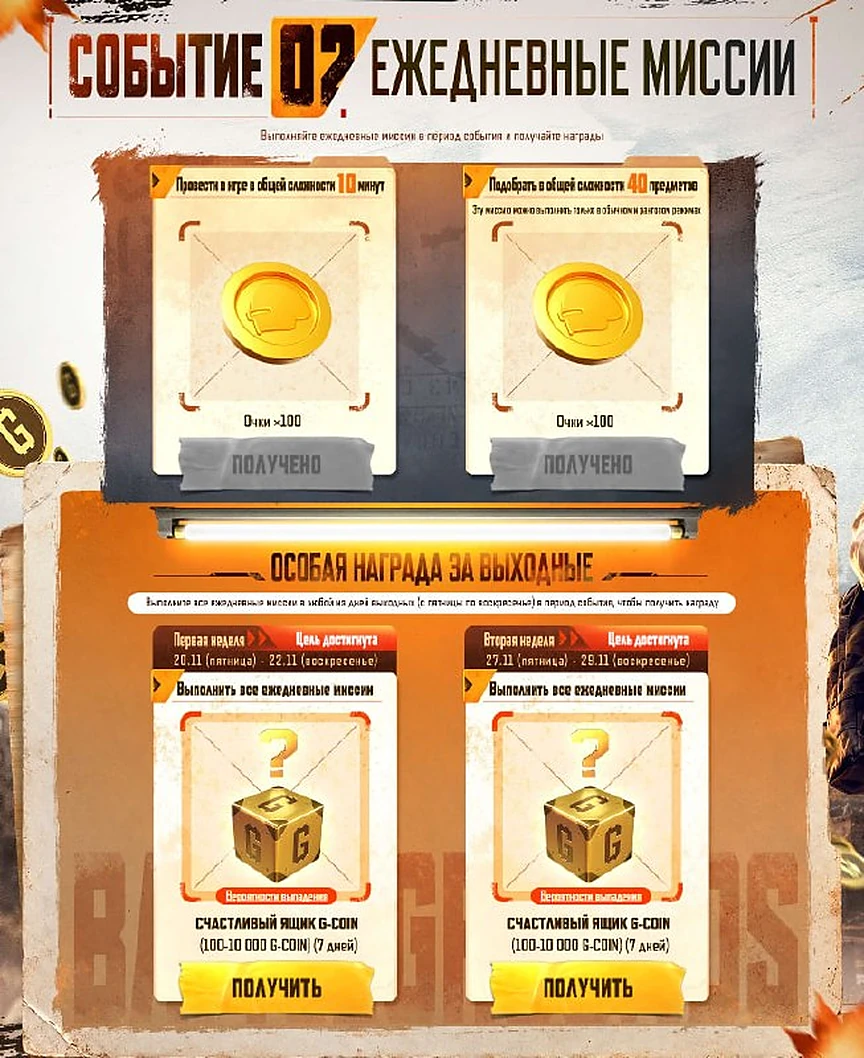 СОБЫТИЕ 02 ЕЖЕДНЕВНЫЕ МИССИИ
Выполняйте ежедневные миссии в период события и получайте награды
Провести в игре в общей сложности 10 минут
Подобрать в общей сложности 40 предметов
Эту миссию можно выполнить только в обычном и ранговом режимах
Очки ×100
Очки ×100
ПОЛУЧЕНО
ПОЛУЧЕНО
G
G
ОСОБАЯ НАГРАДА ЗА ВЫХОДНЫЕ
Выполните все ежедневные миссии в любой из дней выходных (с пятницы по воскресенье) в период события, чтобы получить награду
Первая неделя Цель достигнута
20.11 (пятница) - 22.11 (воскресенье)
Выполнить все ежедневные миссии
?
G G G
Вероятности выпадения
СЧАСТЛИВЫЙ ЯЩИК G-COIN
(100-10 000 G-COIN) (7 дней)
ПОЛУЧИТЬ
Вторая неделя Цель достигнута
27.11 (пятница) - 29.11 (воскресенье)
Выполнить все ежедневные миссии
?
G G G
Вероятности выпадения
СЧАСТЛИВЫЙ ЯЩИК G-COIN
(100-10 000 G-COIN) (7 дней)
ПОЛУЧИТЬ